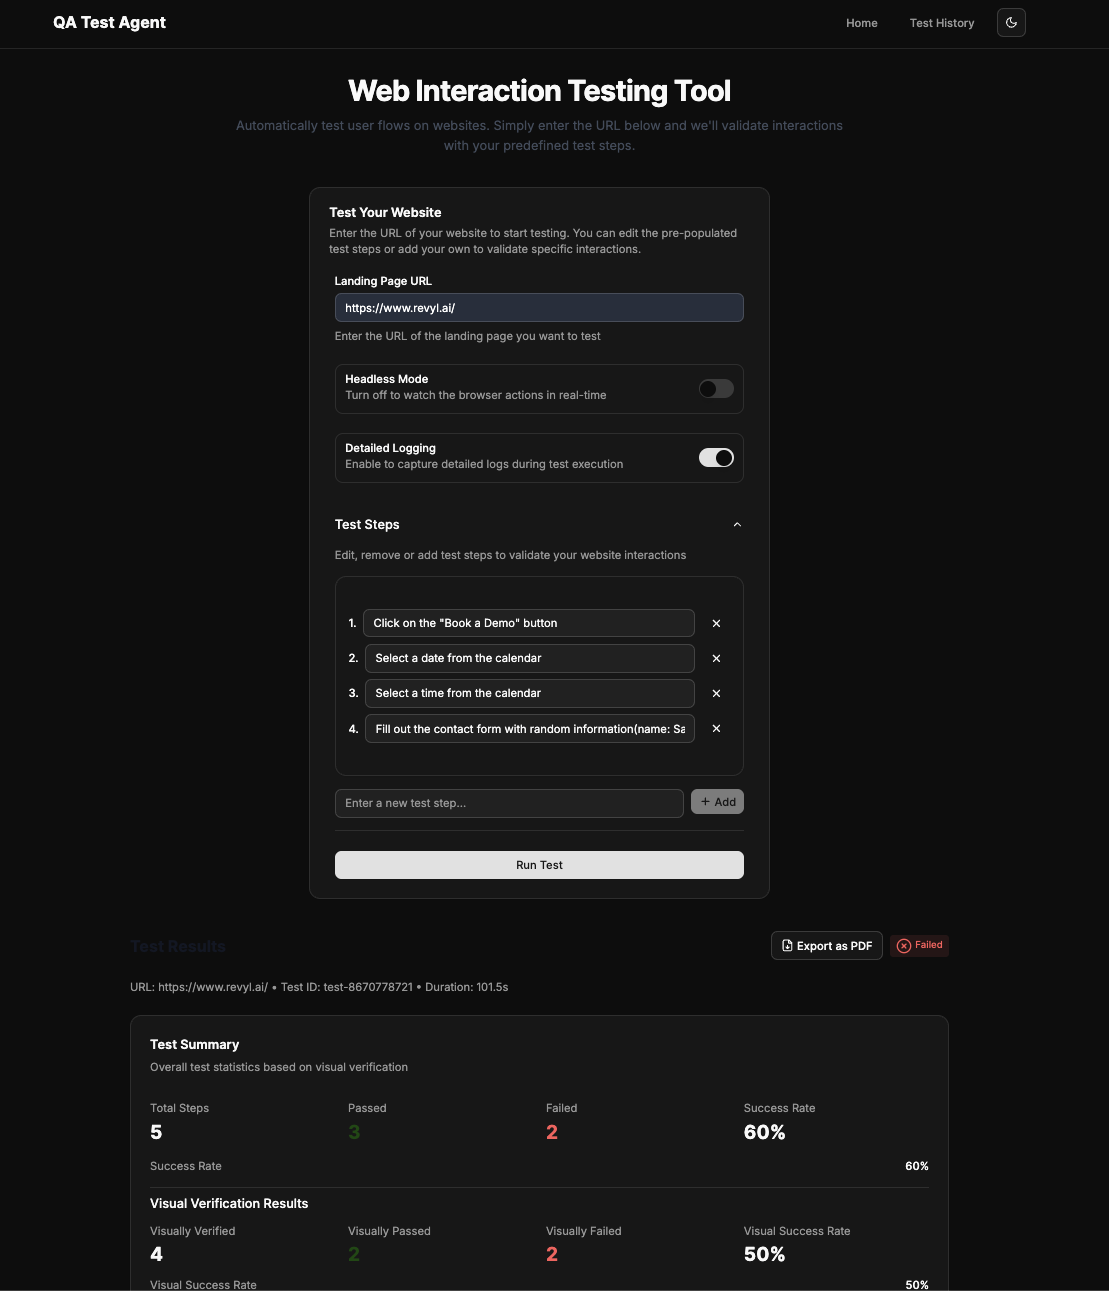 QA Test Agent
Home
Test History
Web Interaction Testing Tool
Automatically test user flows on websites. Simply enter the URL below and we'll validate interactions
with your predefined test steps.
Test Your Website
Enter the URL of your website to start testing. You can edit the pre-populated
test steps or add your own to validate specific interactions.
Landing Page URL
https://www.revyl.ai/
Enter the URL of the landing page you want to test
Headless Mode
Turn off to watch the browser actions in real-time
Detailed Logging
Enable to capture detailed logs during test execution
Test Steps
Edit, remove or add test steps to validate your website interactions
1. Click on the "Book a Demo" button
2. Select a date from the calendar
3. Select a time from the calendar
4. Fill out the contact form with random information(name: Sa
Enter a new test step...
+ Add
Run Test
Test Results
Export as PDF
Failed
URL: https://www.revyl.ai/ • Test ID: test-8670778721 • Duration: 101.5s
Test Summary
Overall test statistics based on visual verification
Total Steps Passed Failed Success Rate
5 3 2 60%
Success Rate 60%
Visual Verification Results
Visually Verified Visually Passed Visually Failed Visual Success Rate
4 2 2 50%
Visual Success Rate 50%